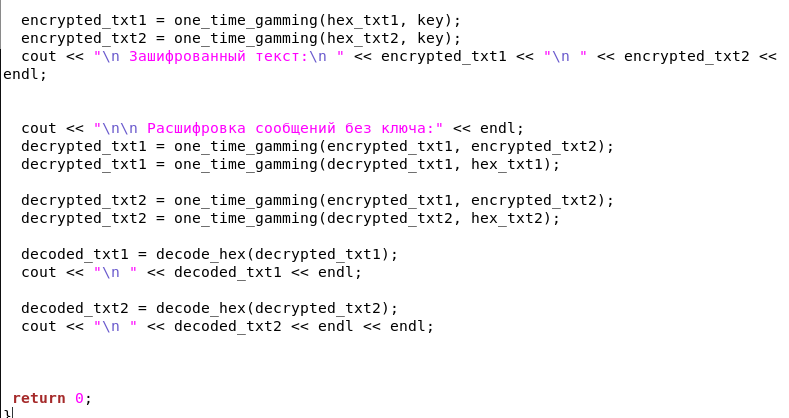 encrypted_txt1 = one_time_gamming(hex_txt1, key);
encrypted_txt2 = one_time_gamming(hex_txt2, key);
cout << "\n Зашифрованный текст:\n " << encrypted_txt1 << "\n " << encrypted_txt2 <<
endl;
cout << "\n\n Расшифровка сообщений без ключа:" << endl;
decrypted_txt1 = one_time_gamming(encrypted_txt1, encrypted_txt2);
decrypted_txt1 = one_time_gamming(decrypted_txt1, hex_txt1);
decrypted_txt2 = one_time_gamming(encrypted_txt1, encrypted_txt2);
decrypted_txt2 = one_time_gamming(decrypted_txt2, hex_txt2);
decoded_txt1 = decode_hex(decrypted_txt1);
cout << "\n " << decoded_txt1 << endl;
decoded_txt2 = decode_hex(decrypted_txt2);
cout << "\n " << decoded_txt2 << endl << endl;
return 0;
}